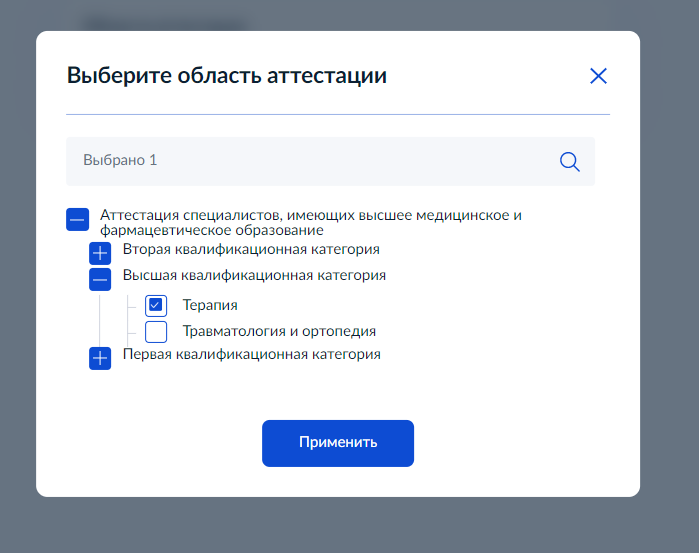 Выберите область аттестации
Выбрано 1
Аттестация специалистов, имеющих высшее медицинское и
фармацевтическое образование
Вторая квалификационная категория
Высшая квалификационная категория
Терапия
Травматология и ортопедия
Первая квалификационная категория
Применить